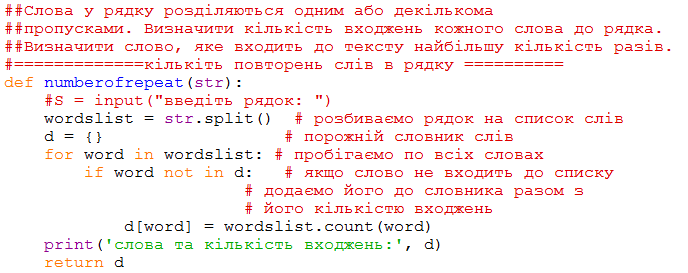 ##Слова у рядку розділяються одним або декількома
##пропусками. Визначити кількість входжень кожного слова до рядка.
##Визначити слово, яке входить до тексту найбільшу кількість разів.
#=============кількіть повторень слів в рядку ==========
def numberofrepeat(str):
    #S = input("введіть рядок: ")
    wordslist = str.split()  # розбиваємо рядок на список слів
    d = {}                  # порожній словник слів
    for word in wordslist: # пробігаємо по всіх словах
        if word not in d:   # якщо слово не входить до списку
                        # додаємо його до словника разом з
                        # його кількістю входжень
            d[word] = wordslist.count(word)
    print('слова та кількість входжень:', d)
    return d